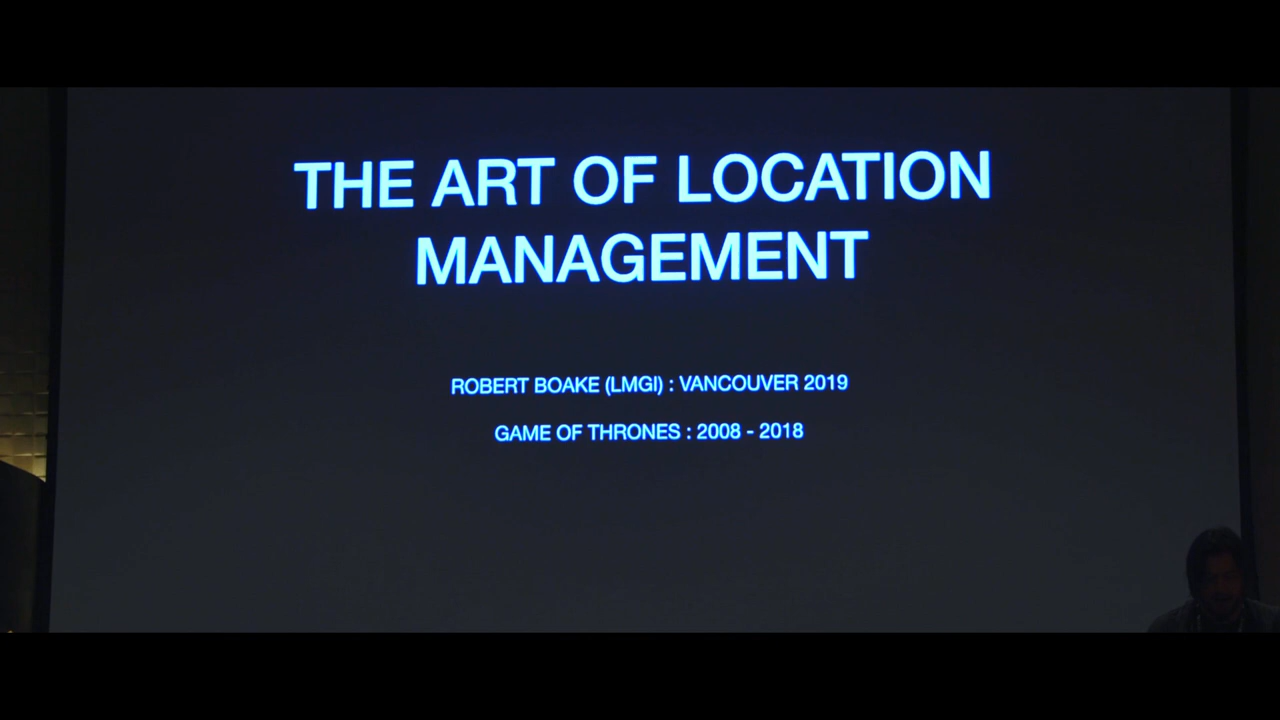 THE ART OF LOCATION
MANAGEMENT
ROBERT BOAKE (LMGI) : VANCOUVER 2019
GAME OF THRONES : 2008 - 2018